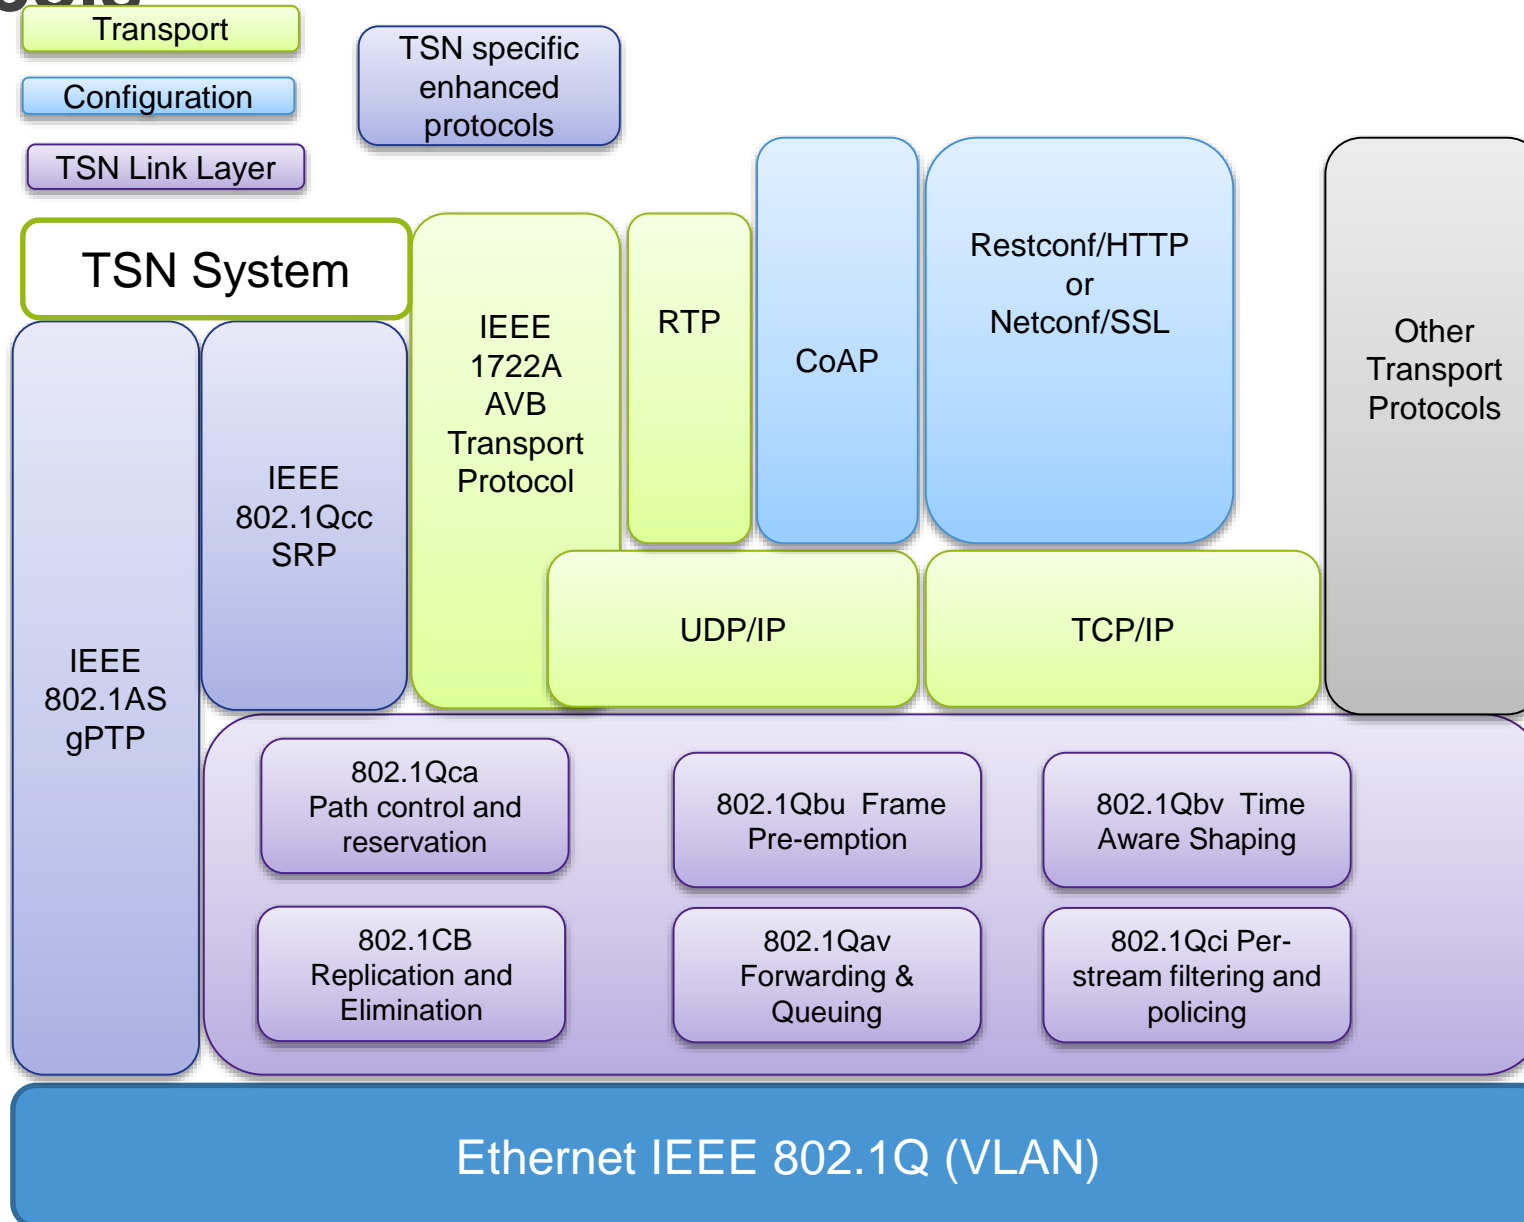 Transport
Configuration
TSN Link Layer
TSN specific
enhanced
protocols
TSN System
IEEE
802.1AS
gPTP
IEEE
802.1Qcc
SRP
IEEE
1722A
AVB
Transport
Protocol
RTP
CoAP
Restconf/HTTP
or
Netconf/SSL
Other
Transport
Protocols
UDP/IP
TCP/IP
802.1Qca
Path control and
reservation
802.1Qbu  Frame
Pre-emption
802.1Qbv  Time
Aware Shaping
802.1CB
Replication and
Elimination
802.1Qav
Forwarding &
Queuing
802.1Qci Per-
stream filtering and
policing
Ethernet IEEE 802.1Q (VLAN)